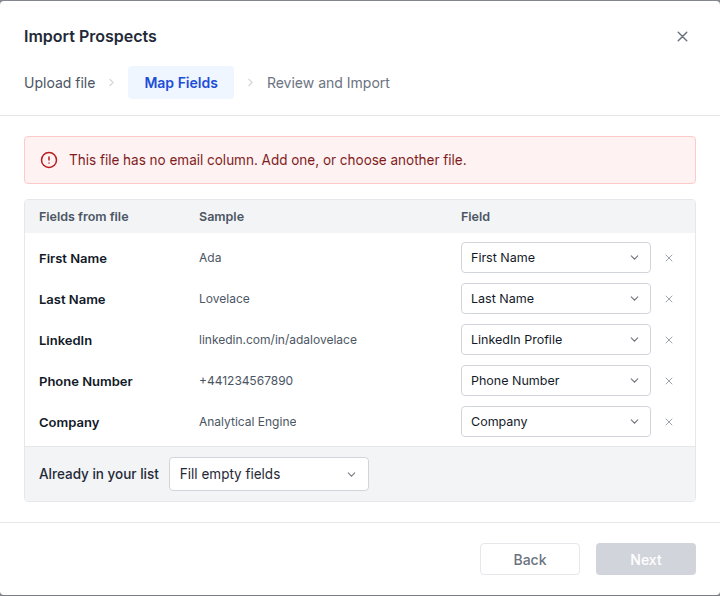 Import Prospects
Upload file
Map Fields
Review and Import
This file has no email column. Add one, or choose another file.
Fields from file Sample Field
First Name Ada First Name
Last Name Lovelace Last Name
LinkedIn linkedin.com/in/adalovelace LinkedIn Profile
Phone Number +441234567890 Phone Number
Company Analytical Engine Company
Already in your list Fill empty fields
Back Next